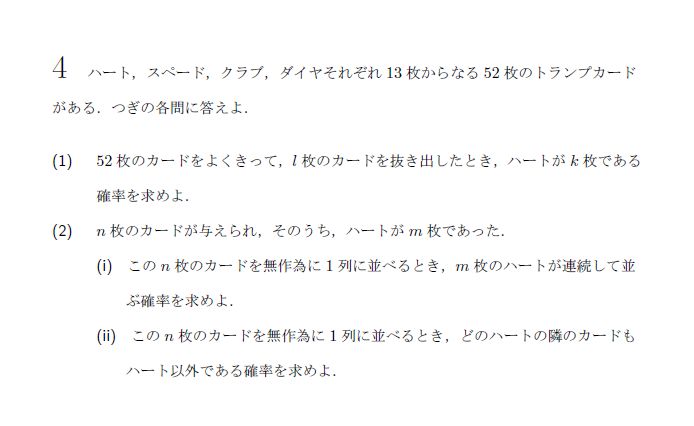 4 ハート，スペード，クラブ，ダイヤそれぞれ 13 枚からなる 52 枚のトランプカード
がある．つぎの各問に答えよ．
(1) 52 枚のカードをよくきって，l 枚のカードを抜き出したとき，ハートが k 枚である
確率を求めよ．
(2) n 枚のカードが与えられ，そのうち，ハートが m 枚であった．
(i) この n 枚のカードを無作為に 1 列に並べるとき，m 枚のハートが連続して並
ぶ確率を求めよ．
(ii) この n 枚のカードを無作為に 1 列に並べるとき，どのハートの隣のカードも
ハート以外である確率を求めよ．